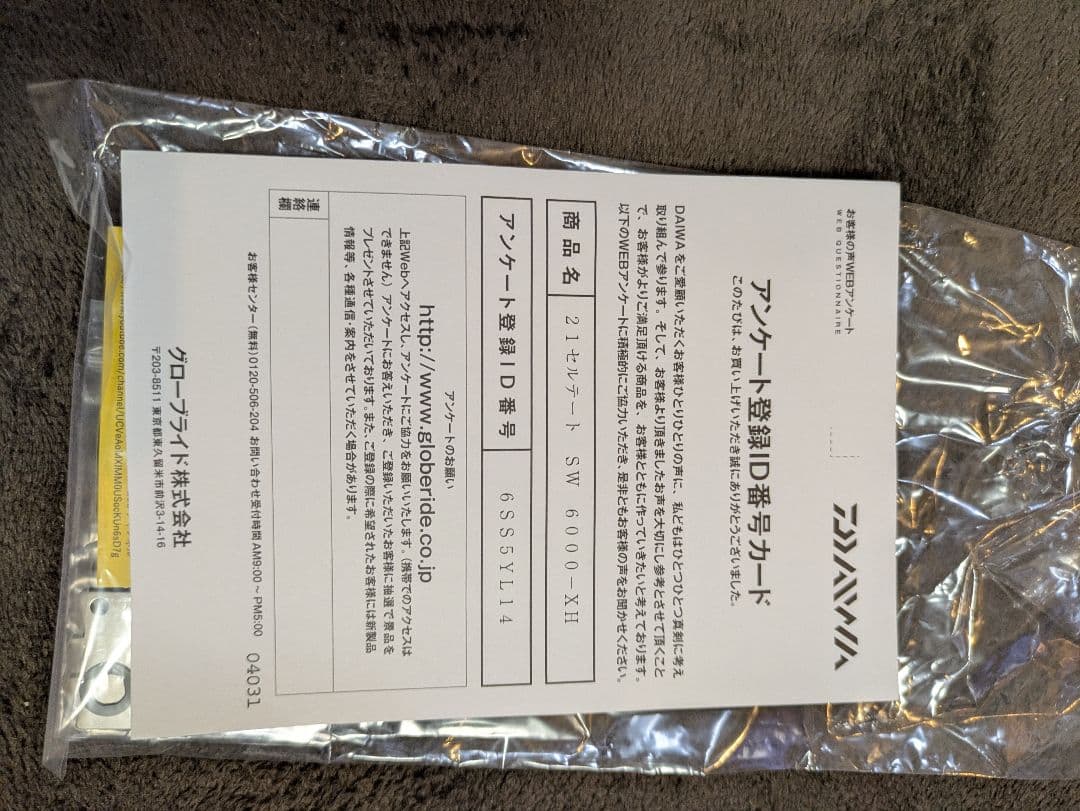 お客様の声WEBアンケート
WEB QUESTIONNAIRE
DAIWA
アンケート登録ID番号カード
このたびは、お買い上げいただき誠にありがとうございました。
DAIWAをご愛顧いただくお客様ひとりひとりの声に、私どもはひとつひとつ真剣に考え
取り組んで参ります。そして、お客様より頂きましたお声を大切にし参考とさせて頂くこと
で、お客様がよりご満足頂ける商品を、お客様とともに作っていきたいと考えております。
以下のWEBアンケートに積極的にご協力いただき、是非ともお客様の声をお聞かせください。
商品名 21セルテート SW 6000-XH
アンケート登録ID番号 6SS5YL14
アンケートのお願い
http://www.globeride.co.jp
上記Webへアクセスし、アンケートにご協力をお願いいたします。(携帯でのアクセスは
できません) アンケートにお答えいただき、ご登録いただいたお客様に抽選で景品を
プレゼントさせていただいております。また、ご登録の際に希望されたお客様には新製品
情報等、各種通信・案内をさせていただく場合があります。
連絡欄
お客様センター(無料)0120-506-204 お問い合わせ受付時間 AM9:00～PM5:00 04031
グローブライド株式会社
〒203-8511 東京都東久留米市前沢3-14-16